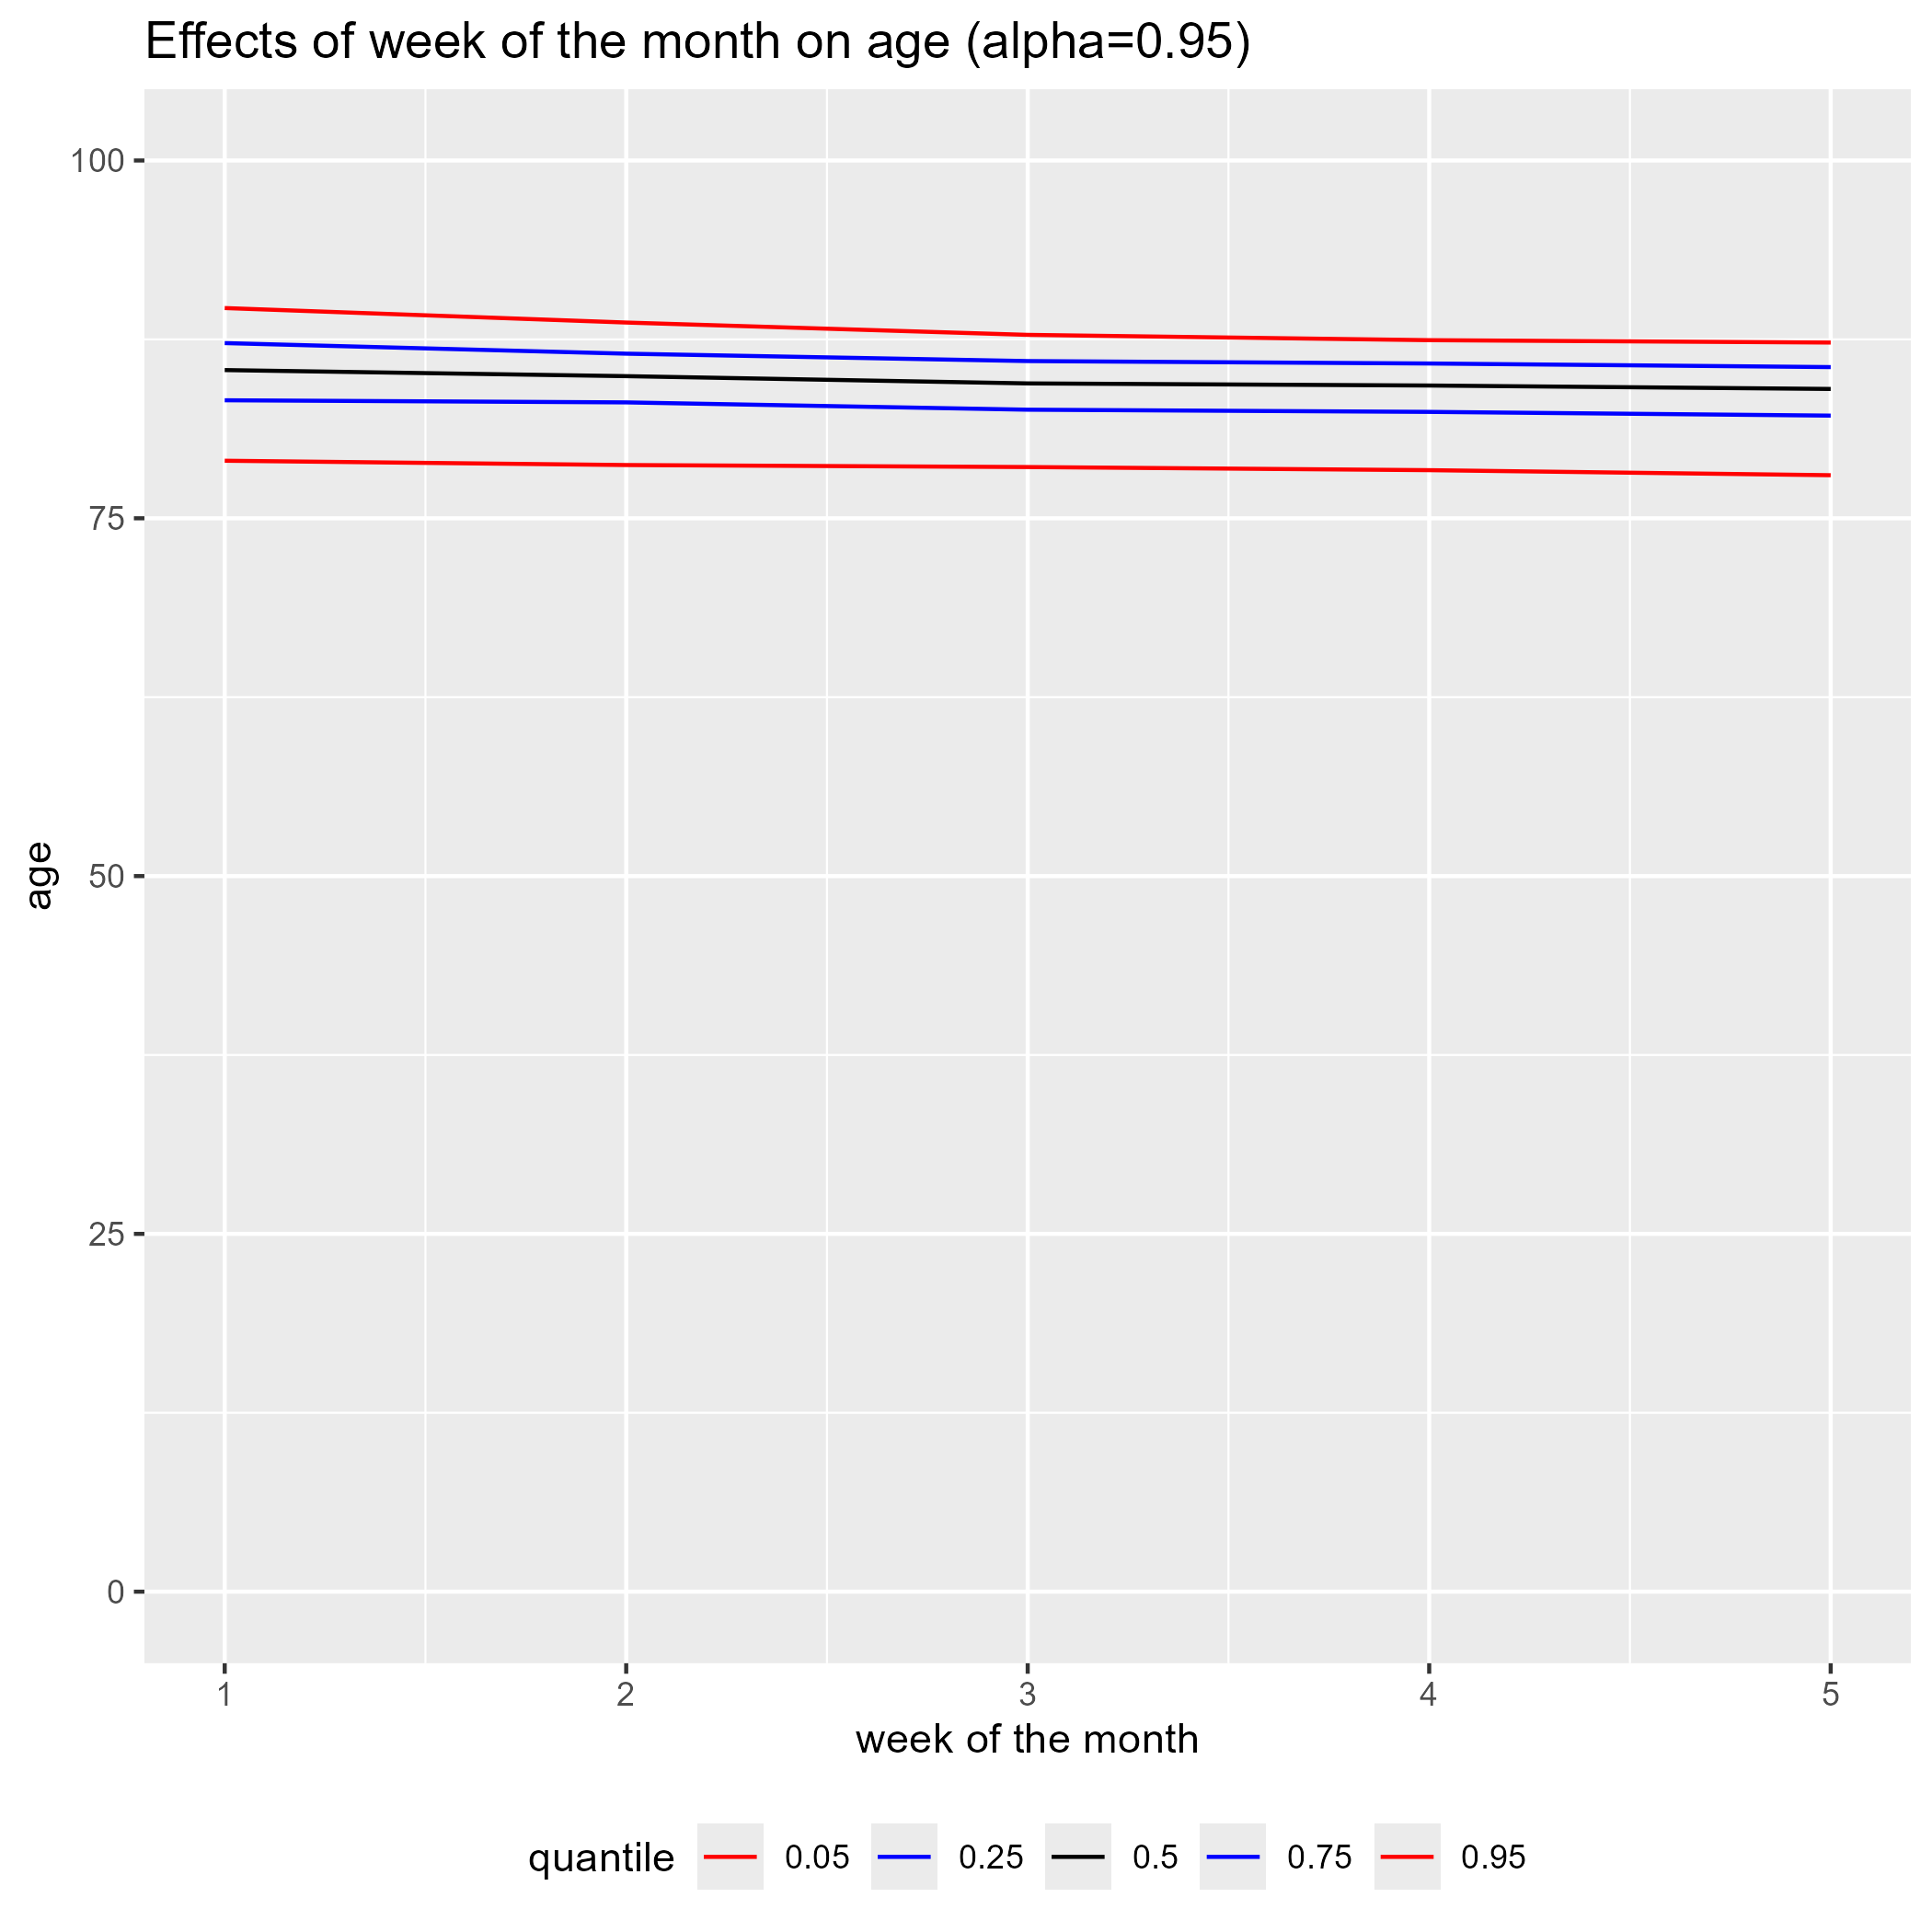 Effects of week of the month on age (alpha=0.95)
100
75
50
25
0
age
1 2 3 4 5
week of the month
quantile 0.05 0.25 0.5 0.75 0.95